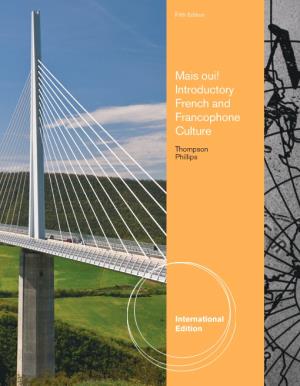 Fifth Edition
Mais oui!
Introductory
French and
Francophone
Culture
Thompson
Phillips
International
Edition